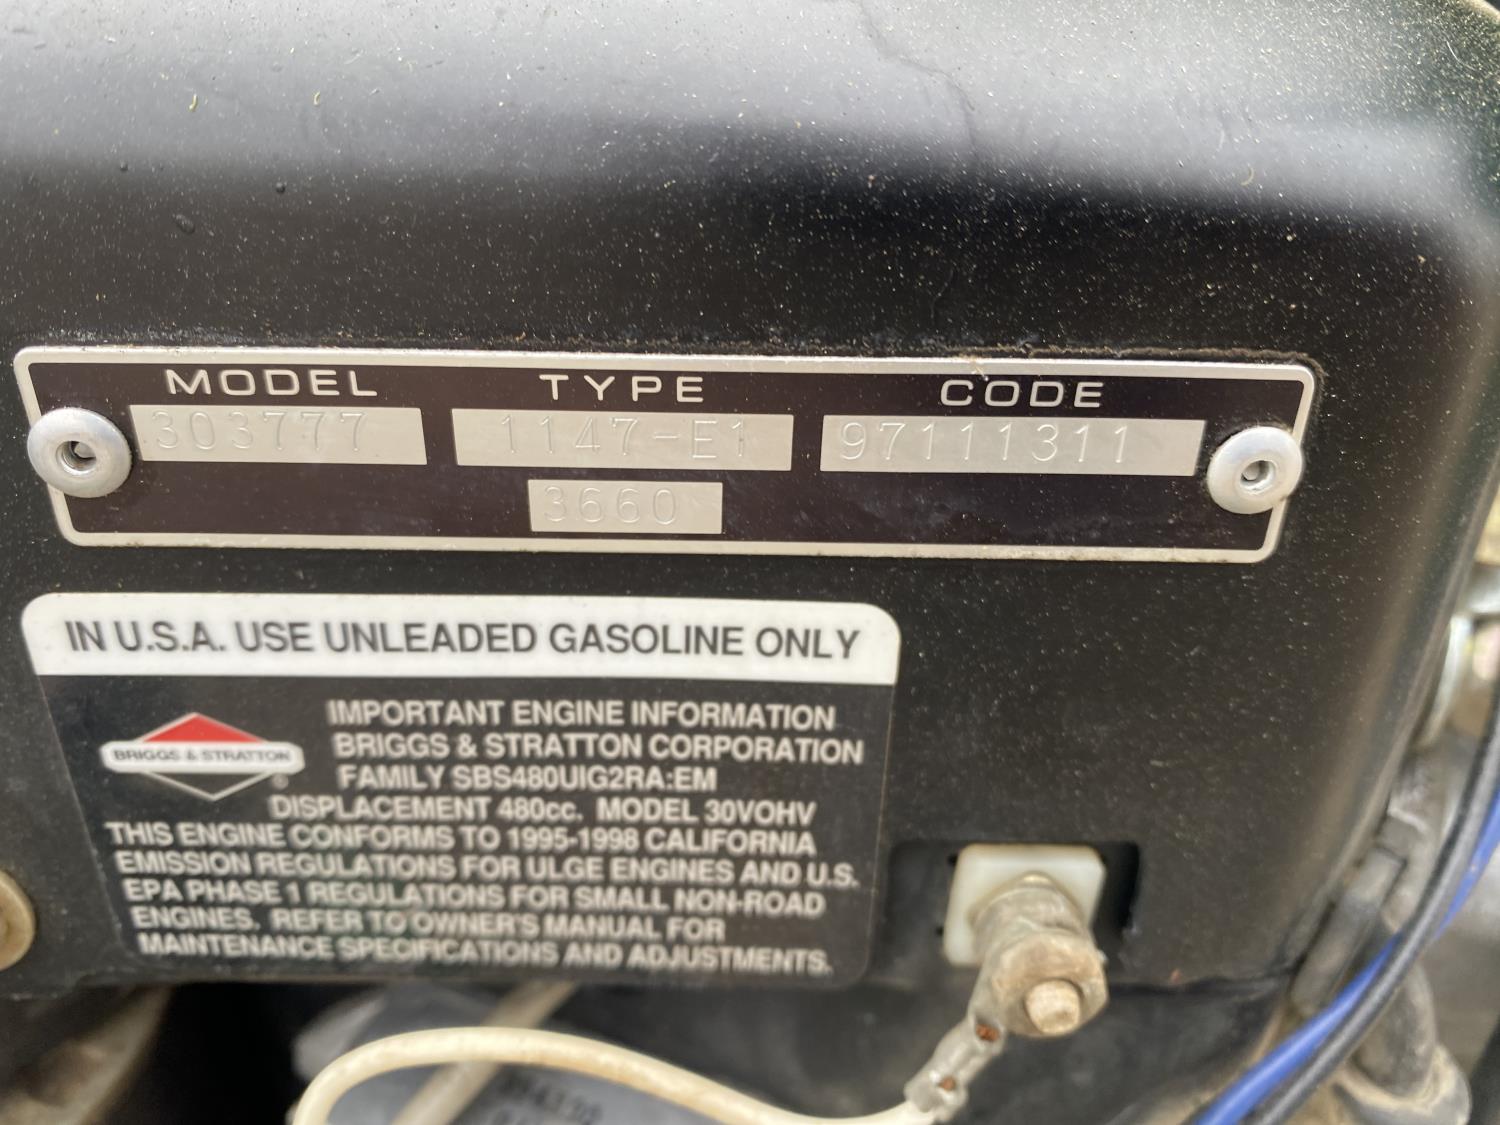 MODEL TYPE CODE
303777 1147-E1 97111311
3660
IN U.S.A. USE UNLEADED GASOLINE ONLY
BRIGGS & STRATTON
®
IMPORTANT ENGINE INFORMATION
BRIGGS & STRATTON CORPORATION
FAMILY SBS480UIG2RA:EM
DISPLACEMENT 480cc. MODEL 30VOHV
THIS ENGINE CONFORMS TO 1995-1998 CALIFORNIA
EMISSION REGULATIONS FOR ULGE ENGINES AND U.S.
EPA PHASE 1 REGULATIONS FOR SMALL NON-ROAD
ENGINES. REFER TO OWNER'S MANUAL FOR
MAINTENANCE SPECIFICATIONS AND ADJUSTMENTS.